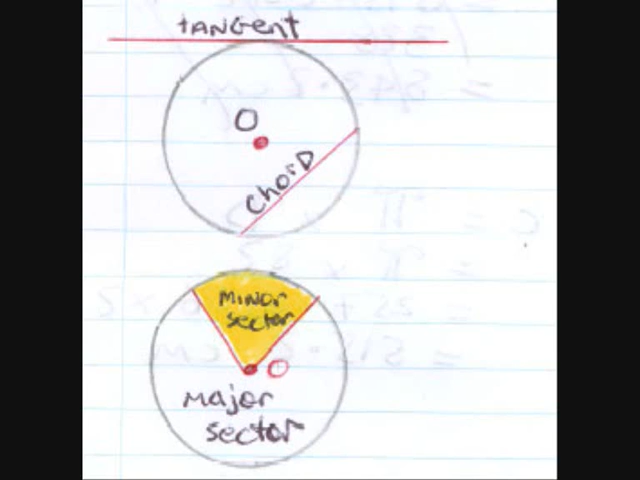 tangent
O
chord
Minor
sector
O
Major
sector